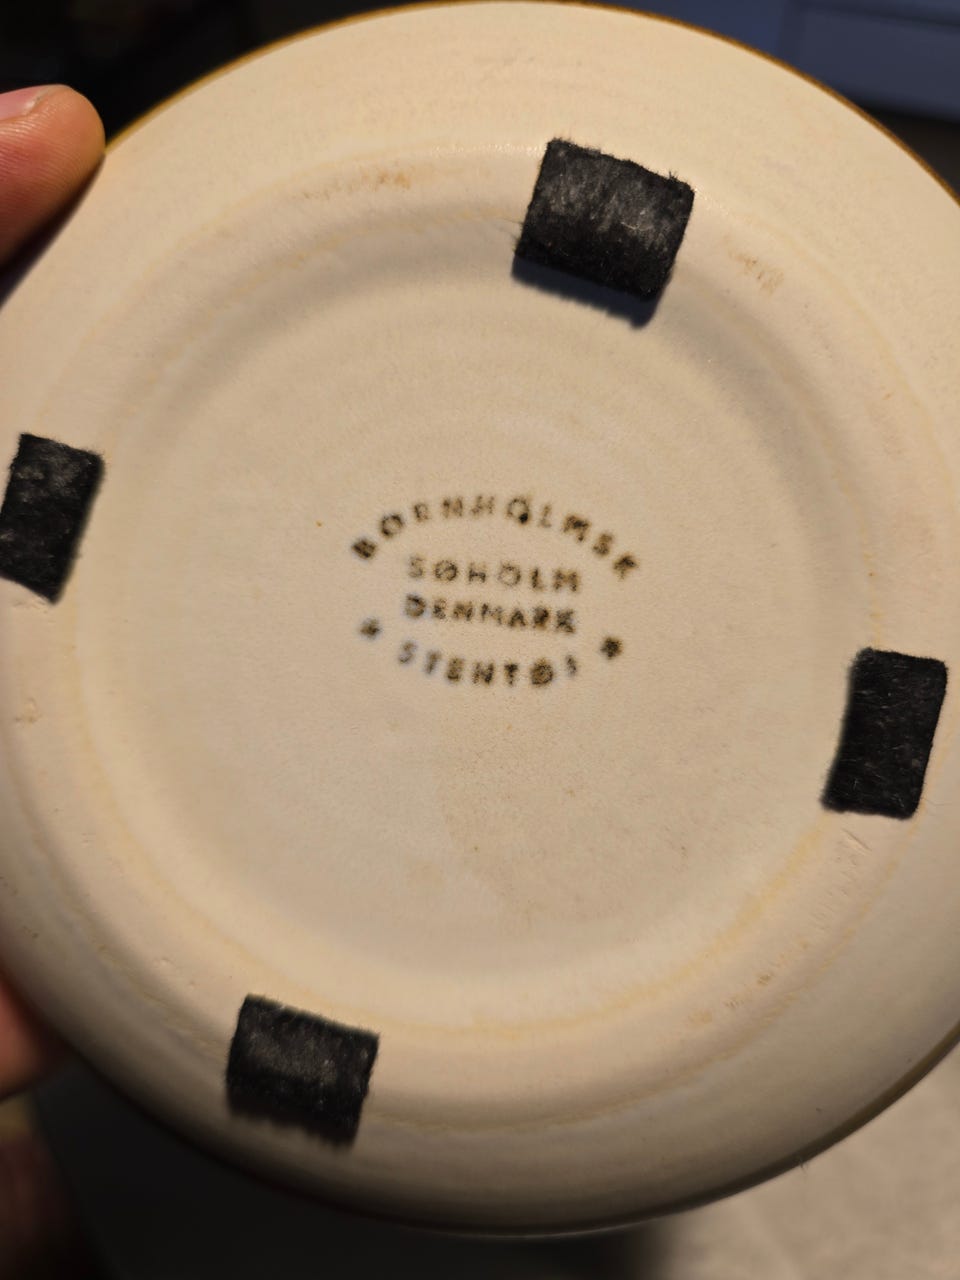 BORNHOLMSK
SØHOLM
DENMARK
* STENTØJ *